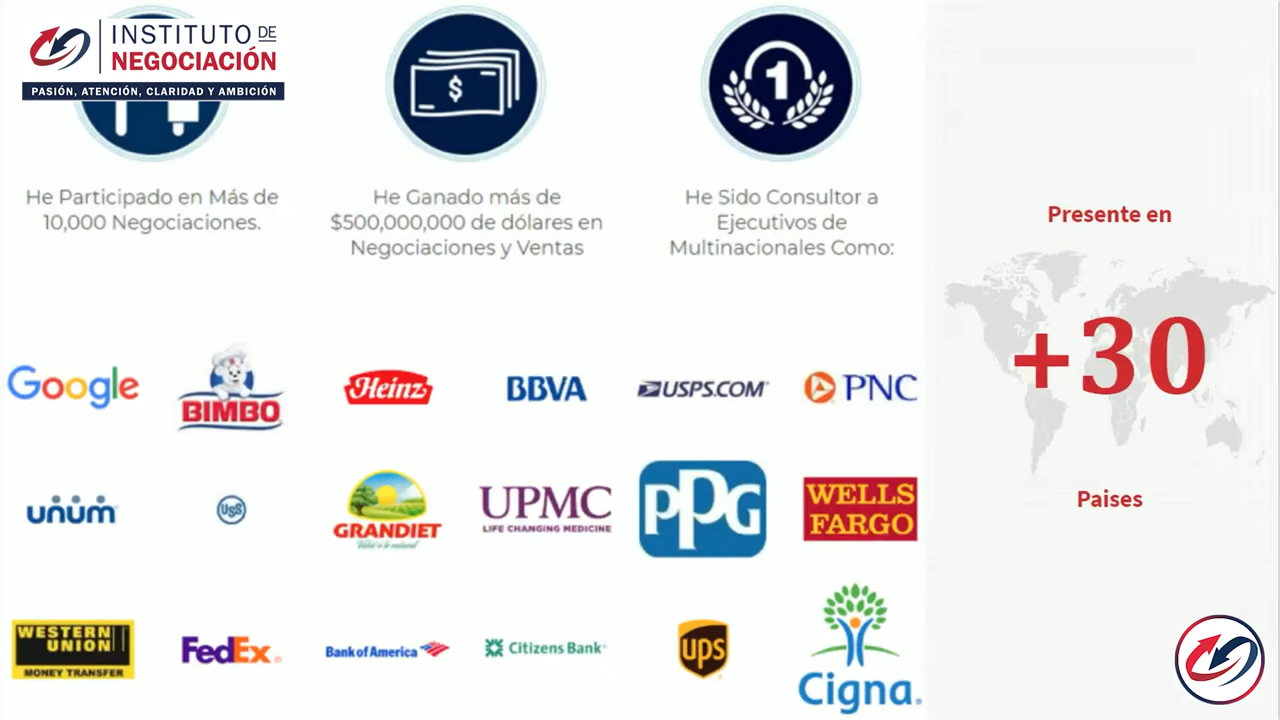 INSTITUTO DE
NEGOCIACIÓN
PASIÓN, ATENCIÓN, CLARIDAD Y AMBICIÓN
$
1
He Participado en Más de
10,000 Negociaciones.
He Ganado más de
$500,000,000 de dólares en
Negociaciones y Ventas
He Sido Consultor a
Ejecutivos de
Multinacionales Como:
Presente en
+30
Paises
Google
BIMBO
Heinz
BBVA
USPS.COM®
PNC
unum
USS
GRANDIET
UPMC
LIFE CHANGING MEDICINE
PPG
WELLS
FARGO
WESTERN
UNION
MONEY TRANSFER
FedEx®
Bank of America
Citizens Bank®
ups
Cigna®